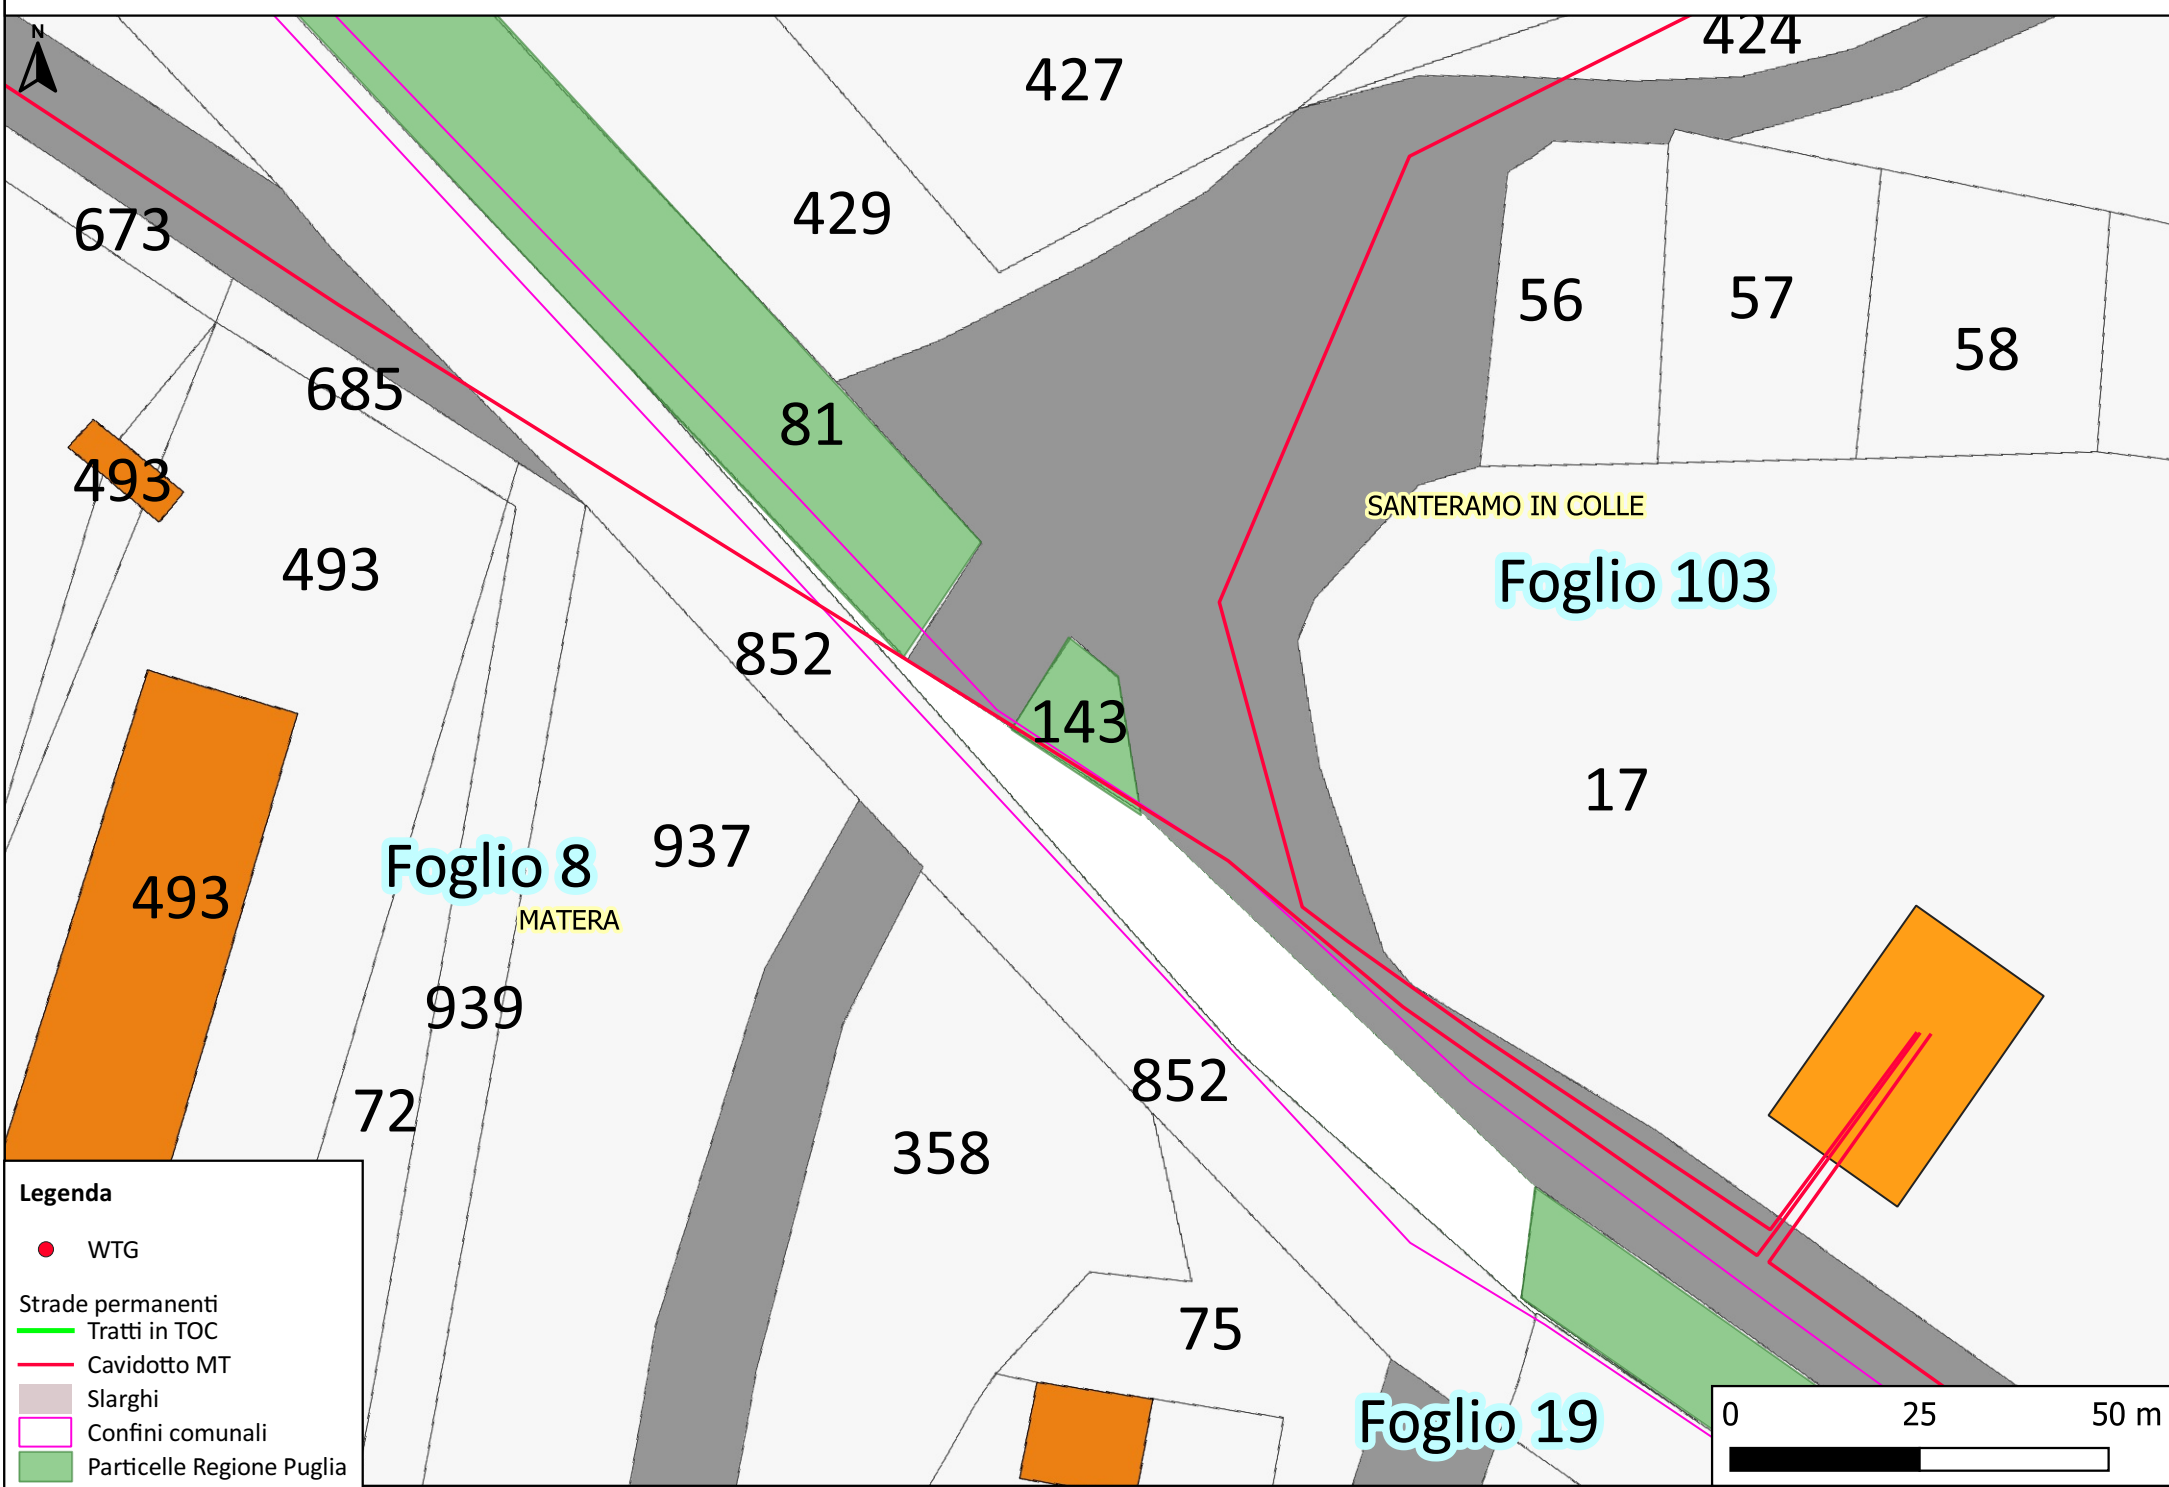 N
424
427
673
429
56
57
58
685
81
493
SANTERAMO IN COLLE
493
Foglio 103
852
143
17
937
Foglio 8
493
MATERA
939
852
72
358
75
Foglio 19
Legenda
WTG
Strade permanenti
Tratti in TOC
Cavidotto MT
Slarghi
Confini comunali
Particelle Regione Puglia
0 25 50 m